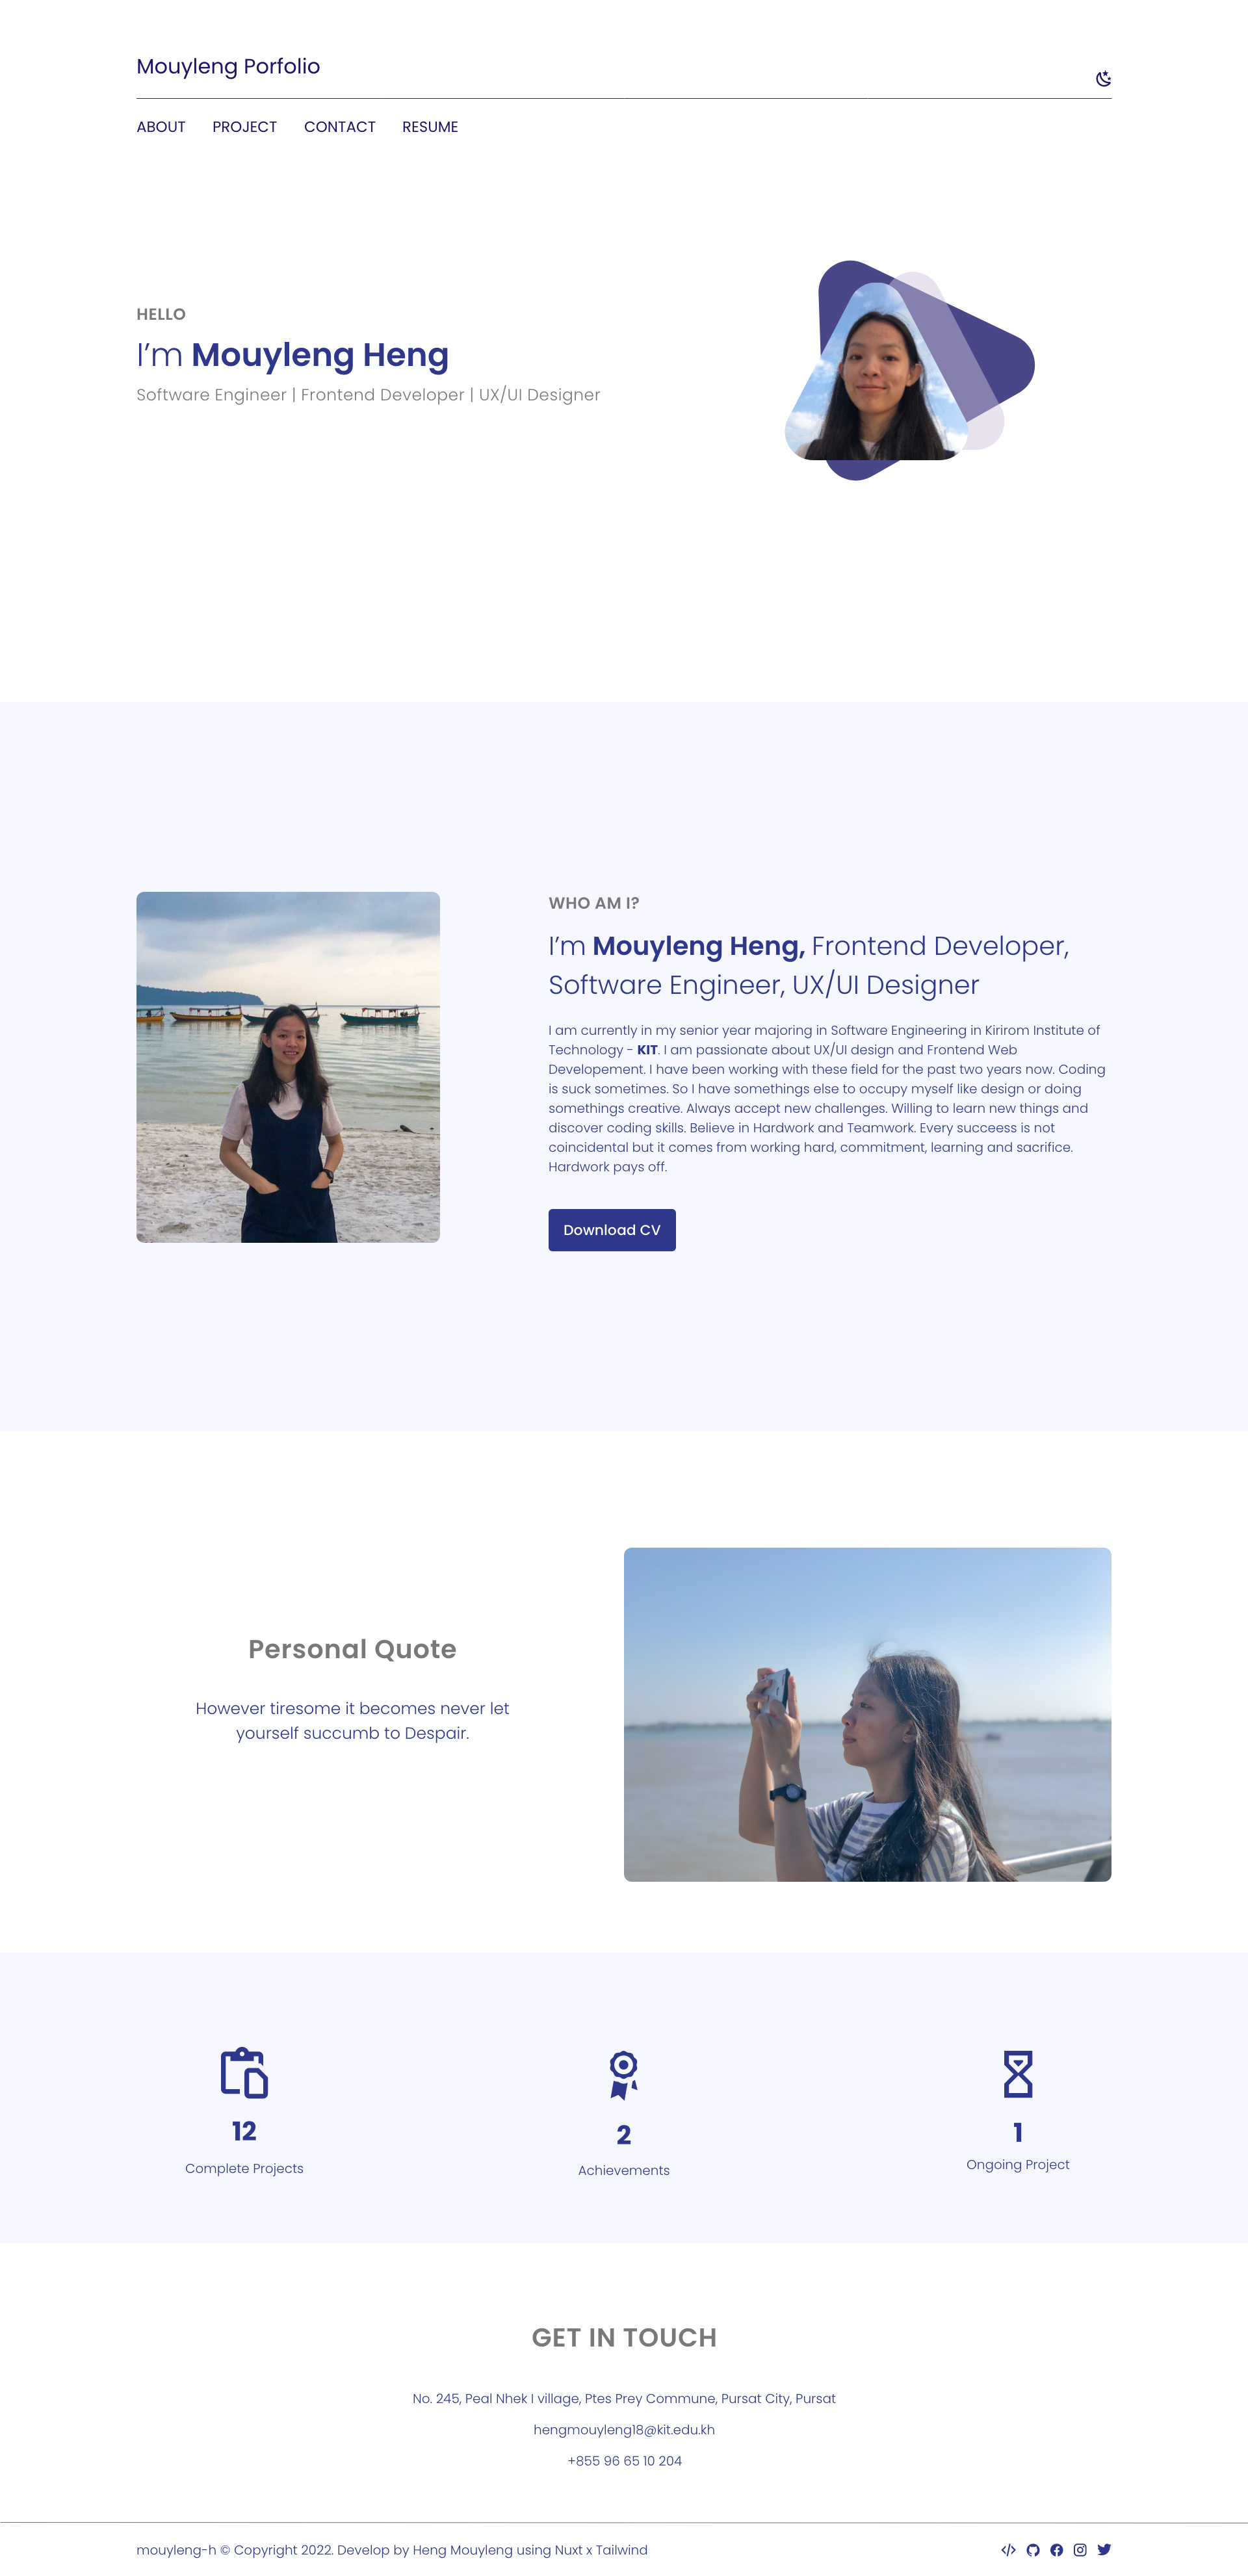 Mouyleng Porfolio
ABOUT PROJECT CONTACT RESUME
HELLO
I’m Mouyleng Heng
Software Engineer | Frontend Developer | UX/UI Designer
WHO AM I?
I’m Mouyleng Heng, Frontend Developer,
Software Engineer, UX/UI Designer
I am currently in my senior year majoring in Software Engineering in Kirirom Institute of
Technology - KIT. I am passionate about UX/UI design and Frontend Web
Developement. I have been working with these field for the past two years now. Coding
is suck sometimes. So I have somethings else to occupy myself like design or doing
somethings creative. Always accept new challenges. Willing to learn new things and
discover coding skills. Believe in Hardwork and Teamwork. Every succeess is not
coincidental but it comes from working hard, commitment, learning and sacrifice.
Hardwork pays off.
Download CV
Personal Quote
However tiresome it becomes never let
yourself succumb to Despair.
12
Complete Projects
2
Achievements
1
Ongoing Project
GET IN TOUCH
No. 245, Peal Nhek I village, Ptes Prey Commune, Pursat City, Pursat
hengmouyleng18@kit.edu.kh
+855 96 65 10 204
mouyleng-h © Copyright 2022. Develop by Heng Mouyleng using Nuxt x Tailwind